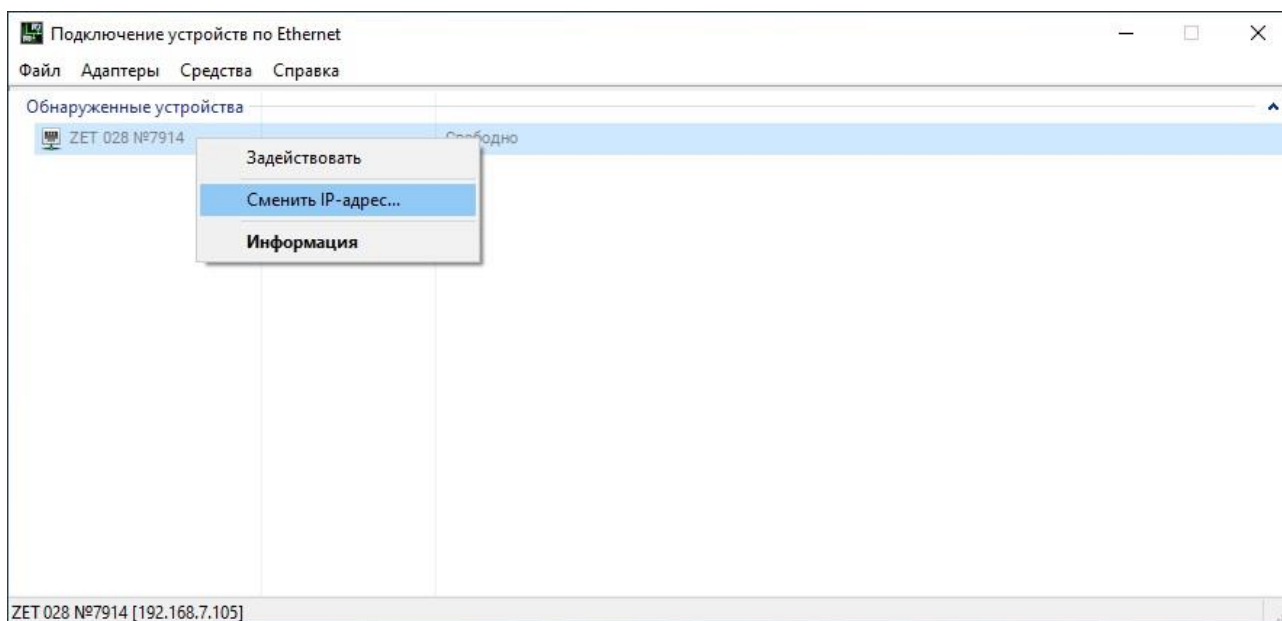 Подключение устройств по Ethernet
Файл Адаптеры Средства Справка
Обнаруженные устройства
ZET 028 №7914 Свободно
Задействовать
Сменить IP-адрес...
Информация
ZET 028 №7914 [192.168.7.105]